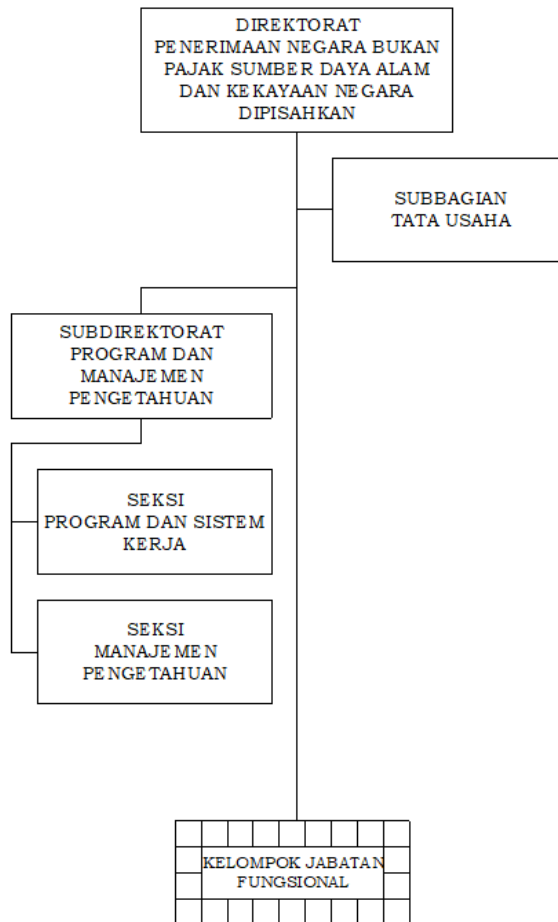 DIREKTORAT
PENERIMAAN NEGARA BUKAN
PAJAK SUMBER DAYA ALAM
DAN KEKAYAAN NEGARA
DIPISAHKAN
SUBBAGIAN
TATA USAHA
SUBDIREKTORAT
PROGRAM DAN
MANAJEMEN
PENGETAHUAN
SEKSI
PROGRAM DAN SISTEM
KERJA
SEKSI
MANAJEMEN
PENGETAHUAN
KELOMPOK JABATAN
FUNGSIONAL